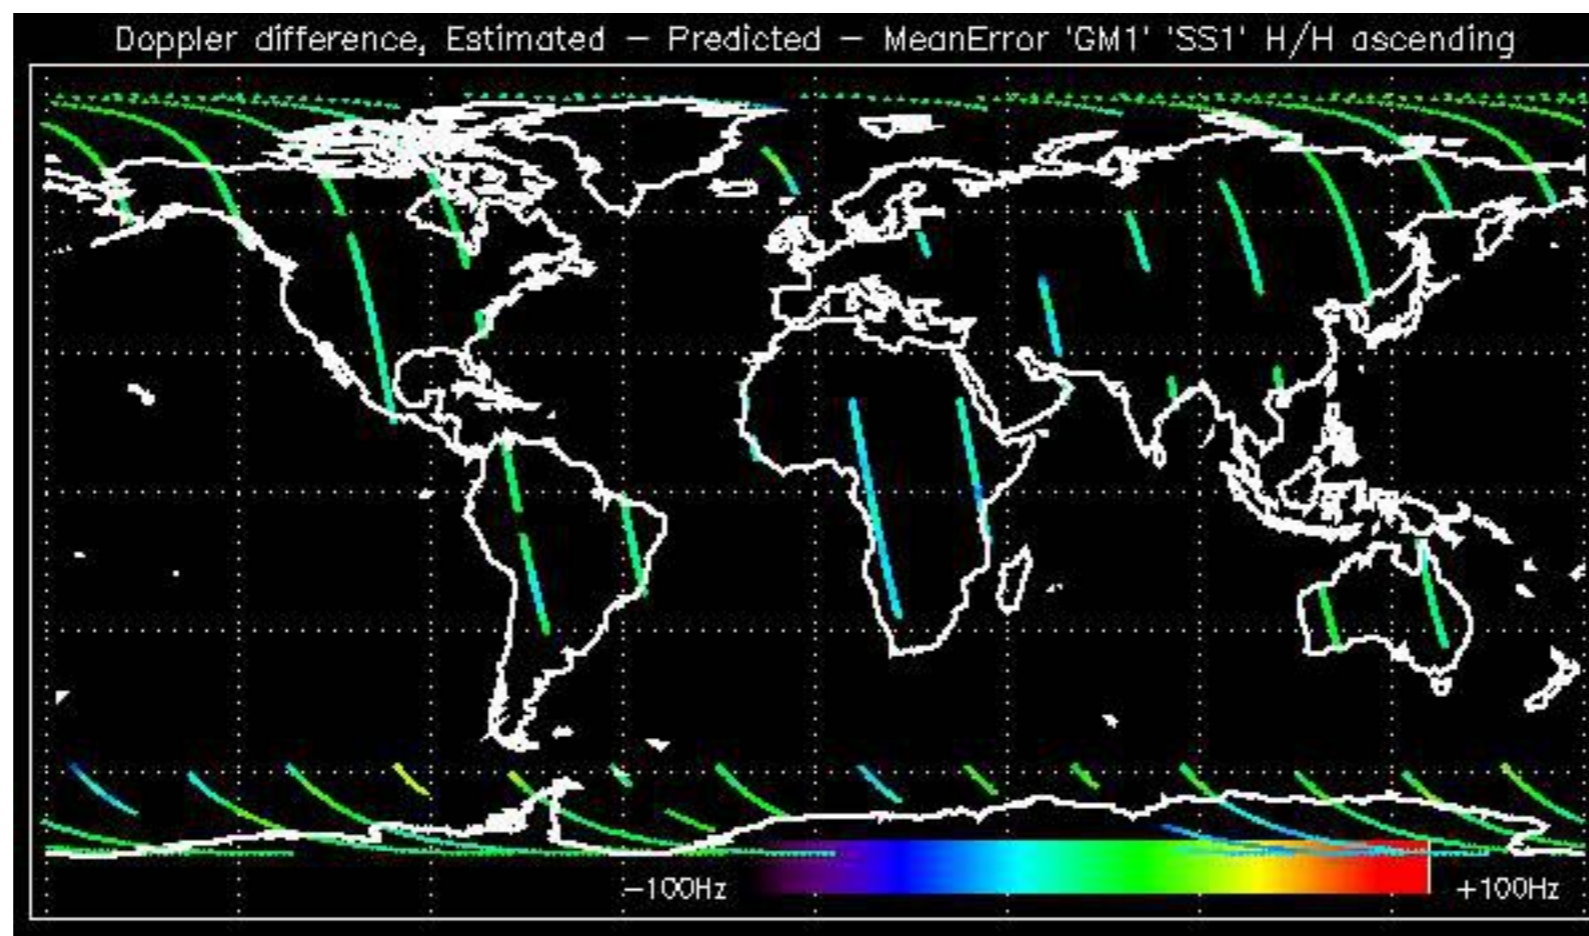 Doppler difference, Estimated - Predicted - MeanError 'GM1' 'SS1' H/H ascending
-100Hz +100Hz